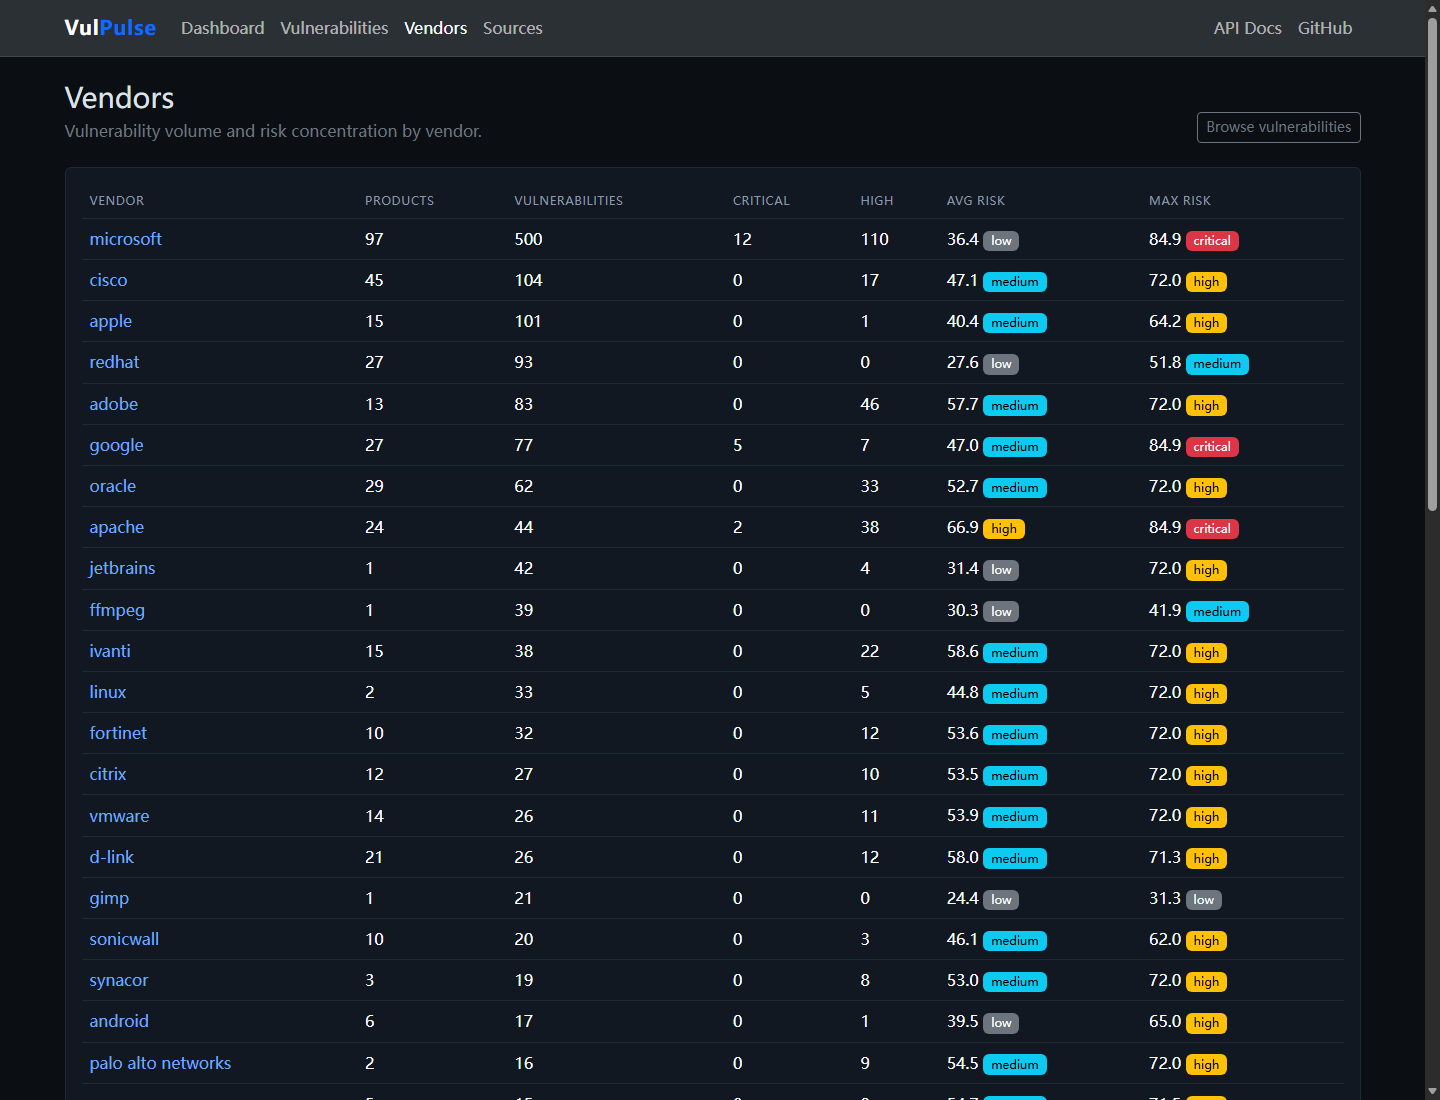 VulPulse Dashboard Vulnerabilities Vendors Sources API Docs GitHub
Vendors
Vulnerability volume and risk concentration by vendor.
Browse vulnerabilities
VENDOR PRODUCTS VULNERABILITIES CRITICAL HIGH AVG RISK MAX RISK
microsoft 97 500 12 110 36.4 low 84.9 critical
cisco 45 104 0 17 47.1 medium 72.0 high
apple 15 101 0 1 40.4 medium 64.2 high
redhat 27 93 0 0 27.6 low 51.8 medium
adobe 13 83 0 46 57.7 medium 72.0 high
google 27 77 5 7 47.0 medium 84.9 critical
oracle 29 62 0 33 52.7 medium 72.0 high
apache 24 44 2 38 66.9 high 84.9 critical
jetbrains 1 42 0 4 31.4 low 72.0 high
ffmpeg 1 39 0 0 30.3 low 41.9 medium
ivanti 15 38 0 22 58.6 medium 72.0 high
linux 2 33 0 5 44.8 medium 72.0 high
fortinet 10 32 0 12 53.6 medium 72.0 high
citrix 12 27 0 10 53.5 medium 72.0 high
vmware 14 26 0 11 53.9 medium 72.0 high
d-link 21 26 0 12 58.0 medium 71.3 high
gimp 1 21 0 0 24.4 low 31.3 low
sonicwall 10 20 0 3 46.1 medium 62.0 high
synacor 3 19 0 8 53.0 medium 72.0 high
android 6 17 0 1 39.5 low 65.0 high
palo alto networks 2 16 0 9 54.5 medium 72.0 high